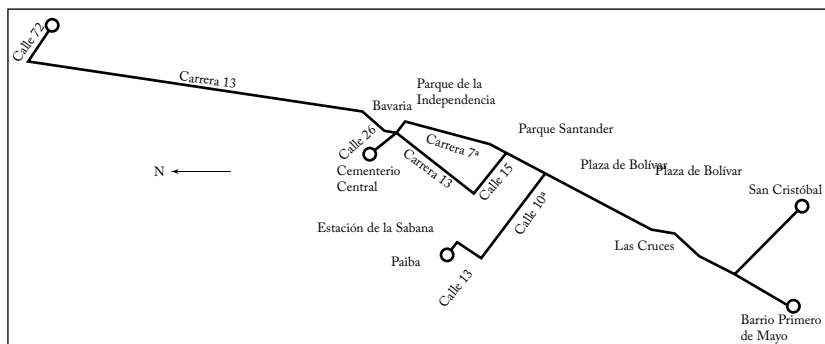 Calle 72
Carrera 13
Bavaria
Parque de la
Independencia
Calle 26
Carrera 7ª
Parque Santander
Cementerio
Central
Carrera 13
Calle 15
Plaza de Bolívar
Plaza de Bolívar
N
San Cristóbal
Calle 10ª
Estación de la Sabana
Las Cruces
Paiba
Calle 13
Barrio Primero
de Mayo